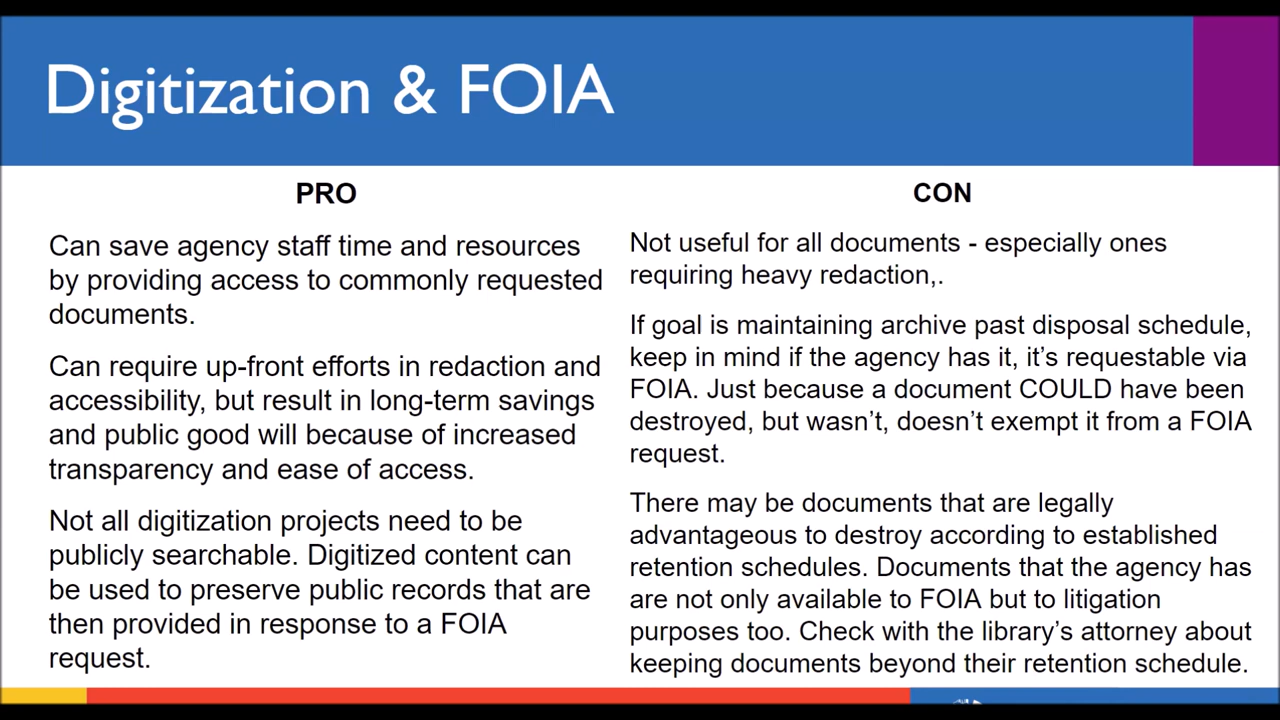 Digitization & FOIA
PRO
Can save agency staff time and resources
by providing access to commonly requested
documents.
Can require up-front efforts in redaction and
accessibility, but result in long-term savings
and public good will because of increased
transparency and ease of access.
Not all digitization projects need to be
publicly searchable. Digitized content can
be used to preserve public records that are
then provided in response to a FOIA
request.
CON
Not useful for all documents - especially ones
requiring heavy redaction,.
If goal is maintaining archive past disposal schedule,
keep in mind if the agency has it, it’s requestable via
FOIA. Just because a document COULD have been
destroyed, but wasn’t, doesn’t exempt it from a FOIA
request.
There may be documents that are legally
advantageous to destroy according to established
retention schedules. Documents that the agency has
are not only available to FOIA but to litigation
purposes too. Check with the library’s attorney about
keeping documents beyond their retention schedule.